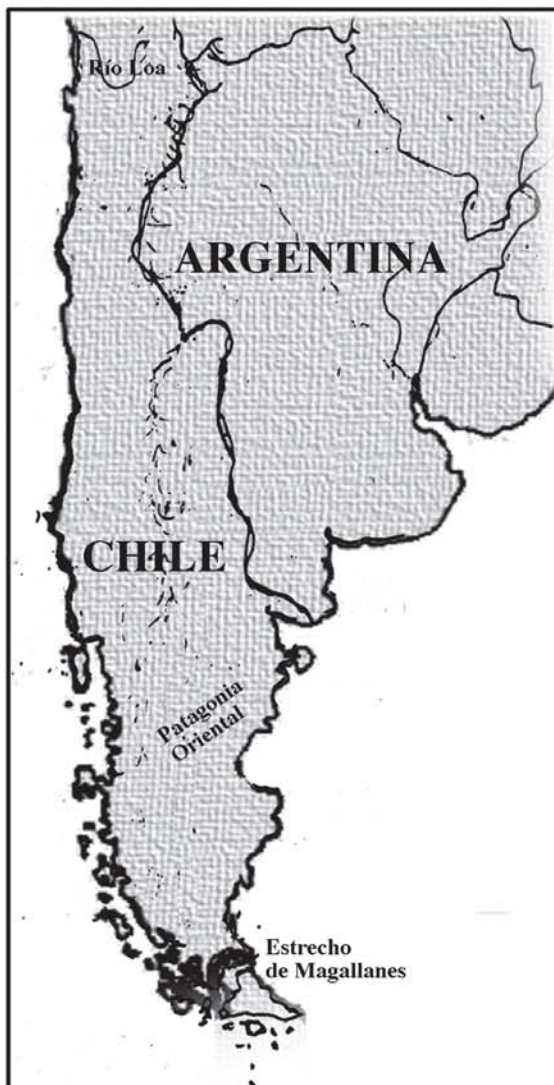 Río Loa
ARGENTINA
CHILE
Patagonia
Oriental
Estrecho
de Magallanes